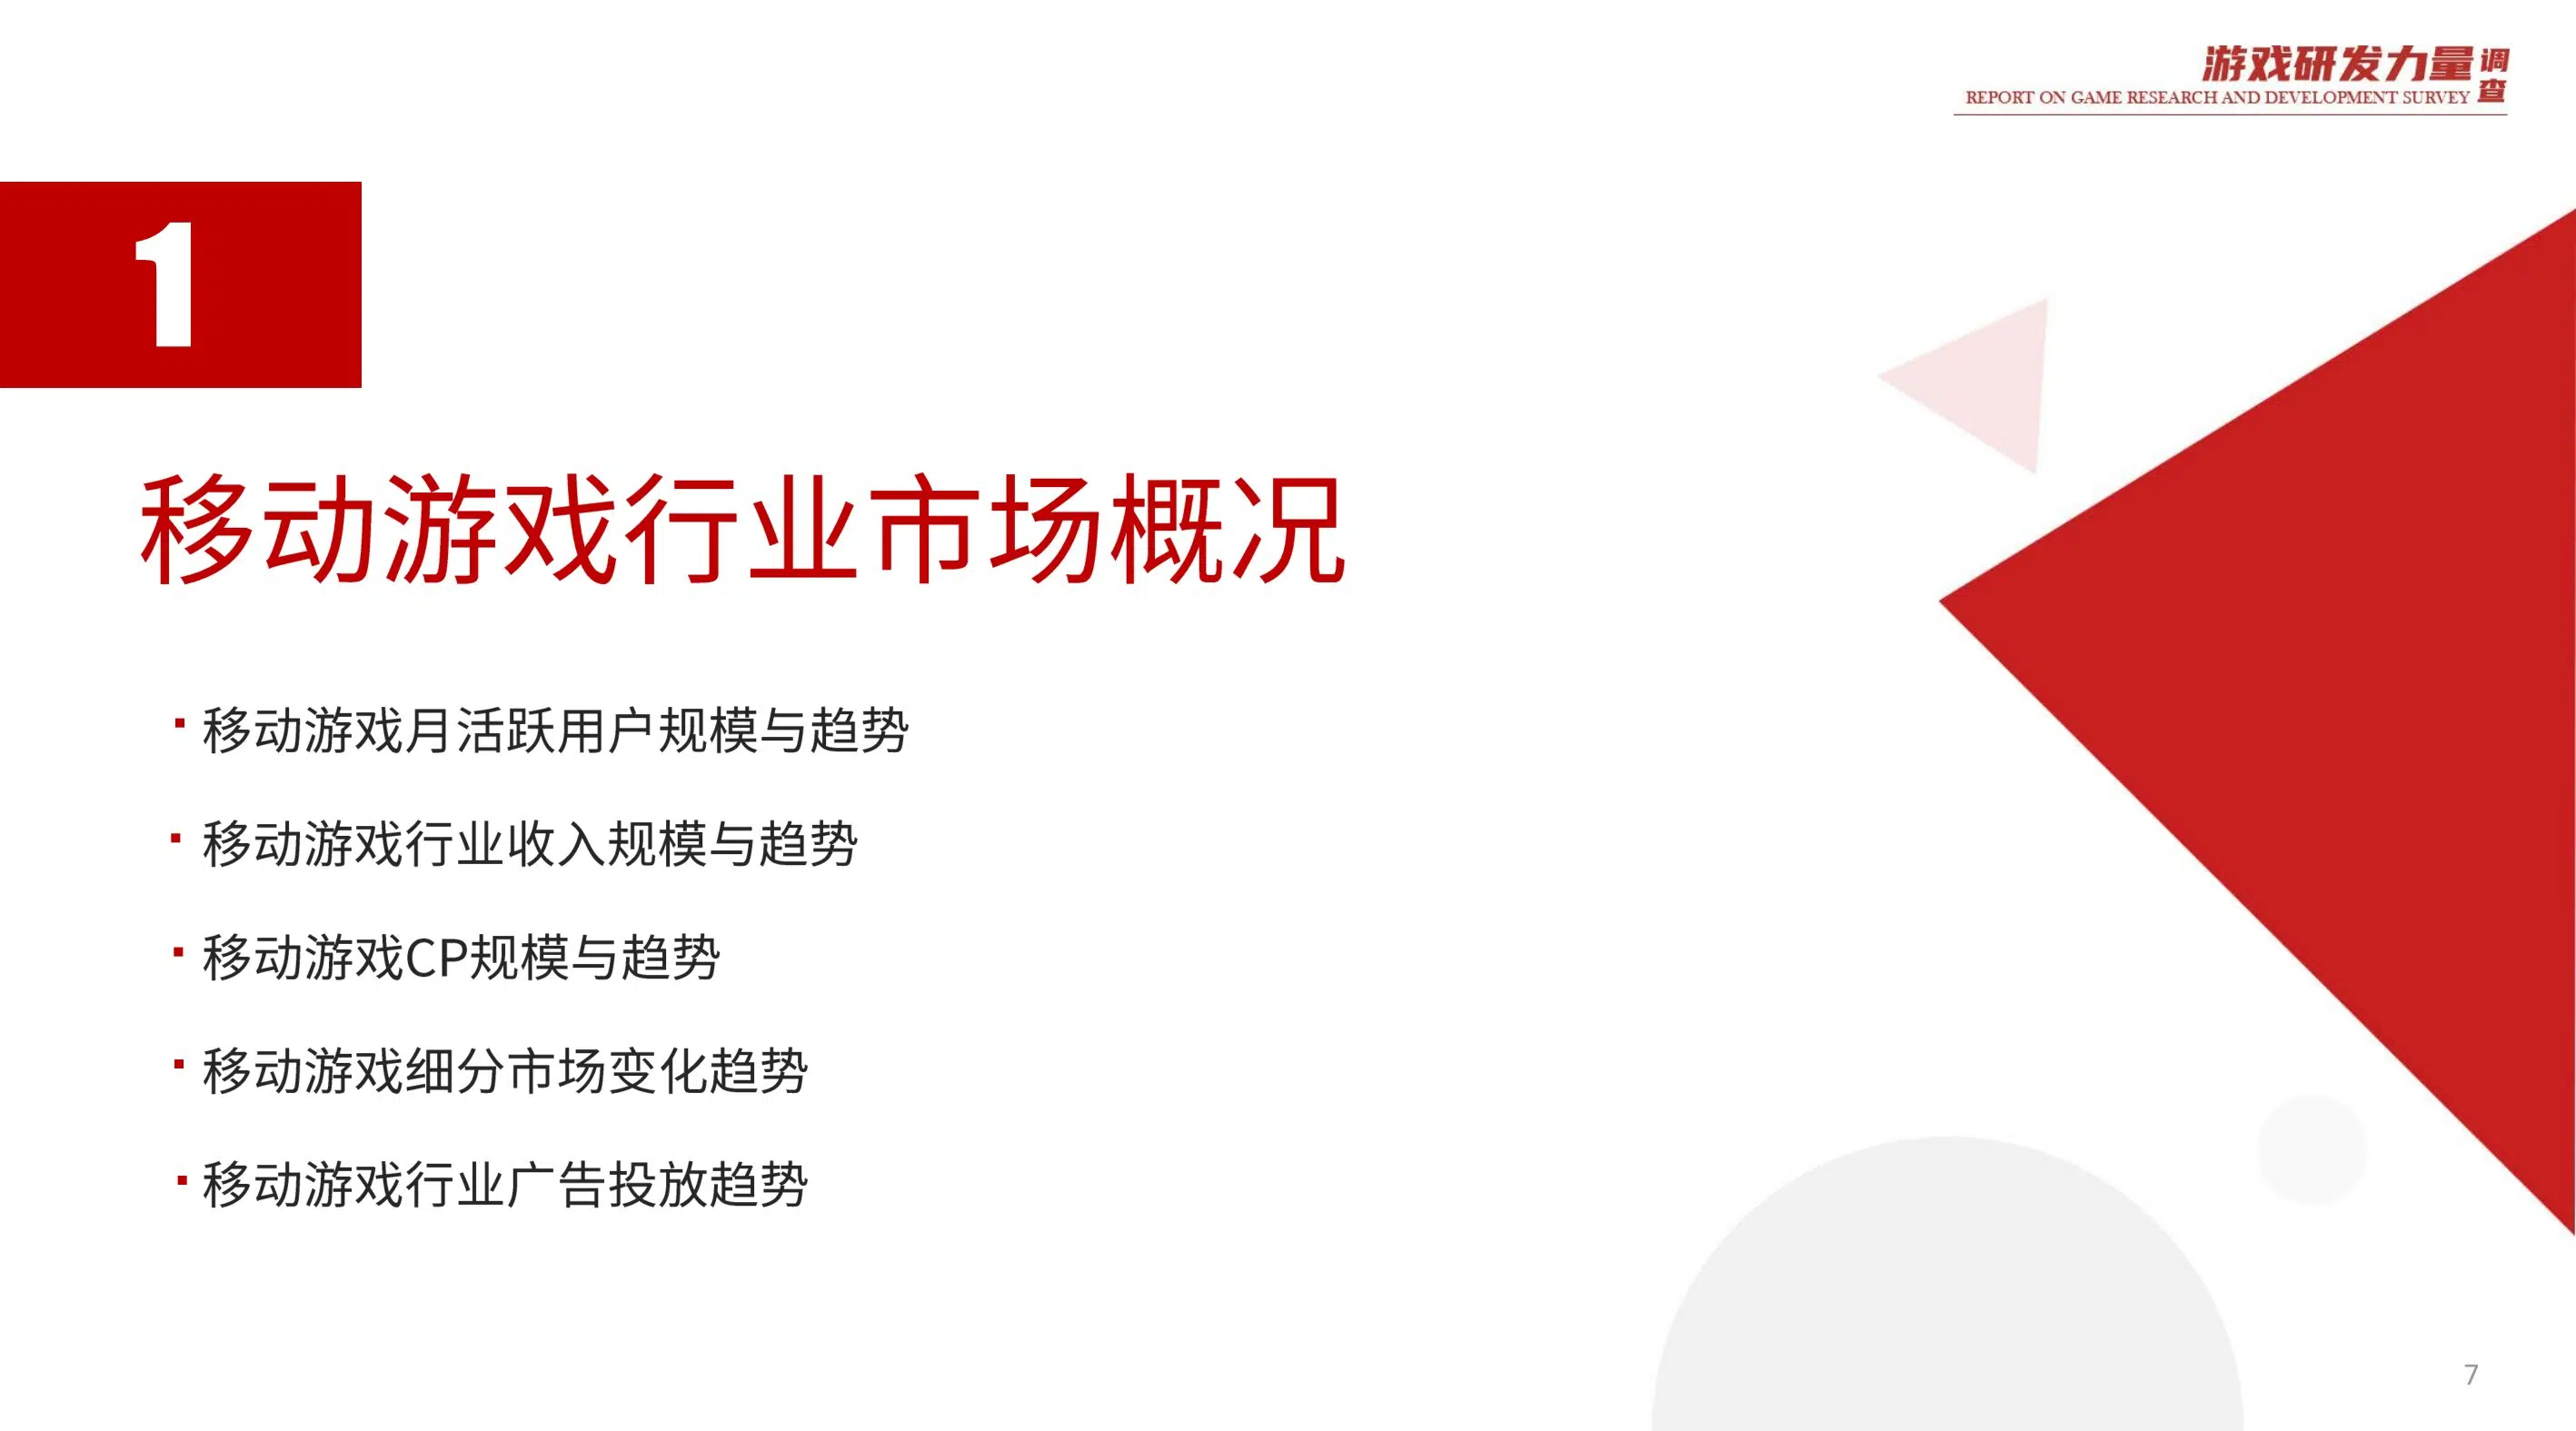 游戏研发力量调查
REPORT ON GAME RESEARCH AND DEVELOPMENT SURVEY
1
移动游戏行业市场概况
▪ 移动游戏月活跃用户规模与趋势
▪ 移动游戏行业收入规模与趋势
▪ 移动游戏CP规模与趋势
▪ 移动游戏细分市场变化趋势
▪ 移动游戏行业广告投放趋势
7